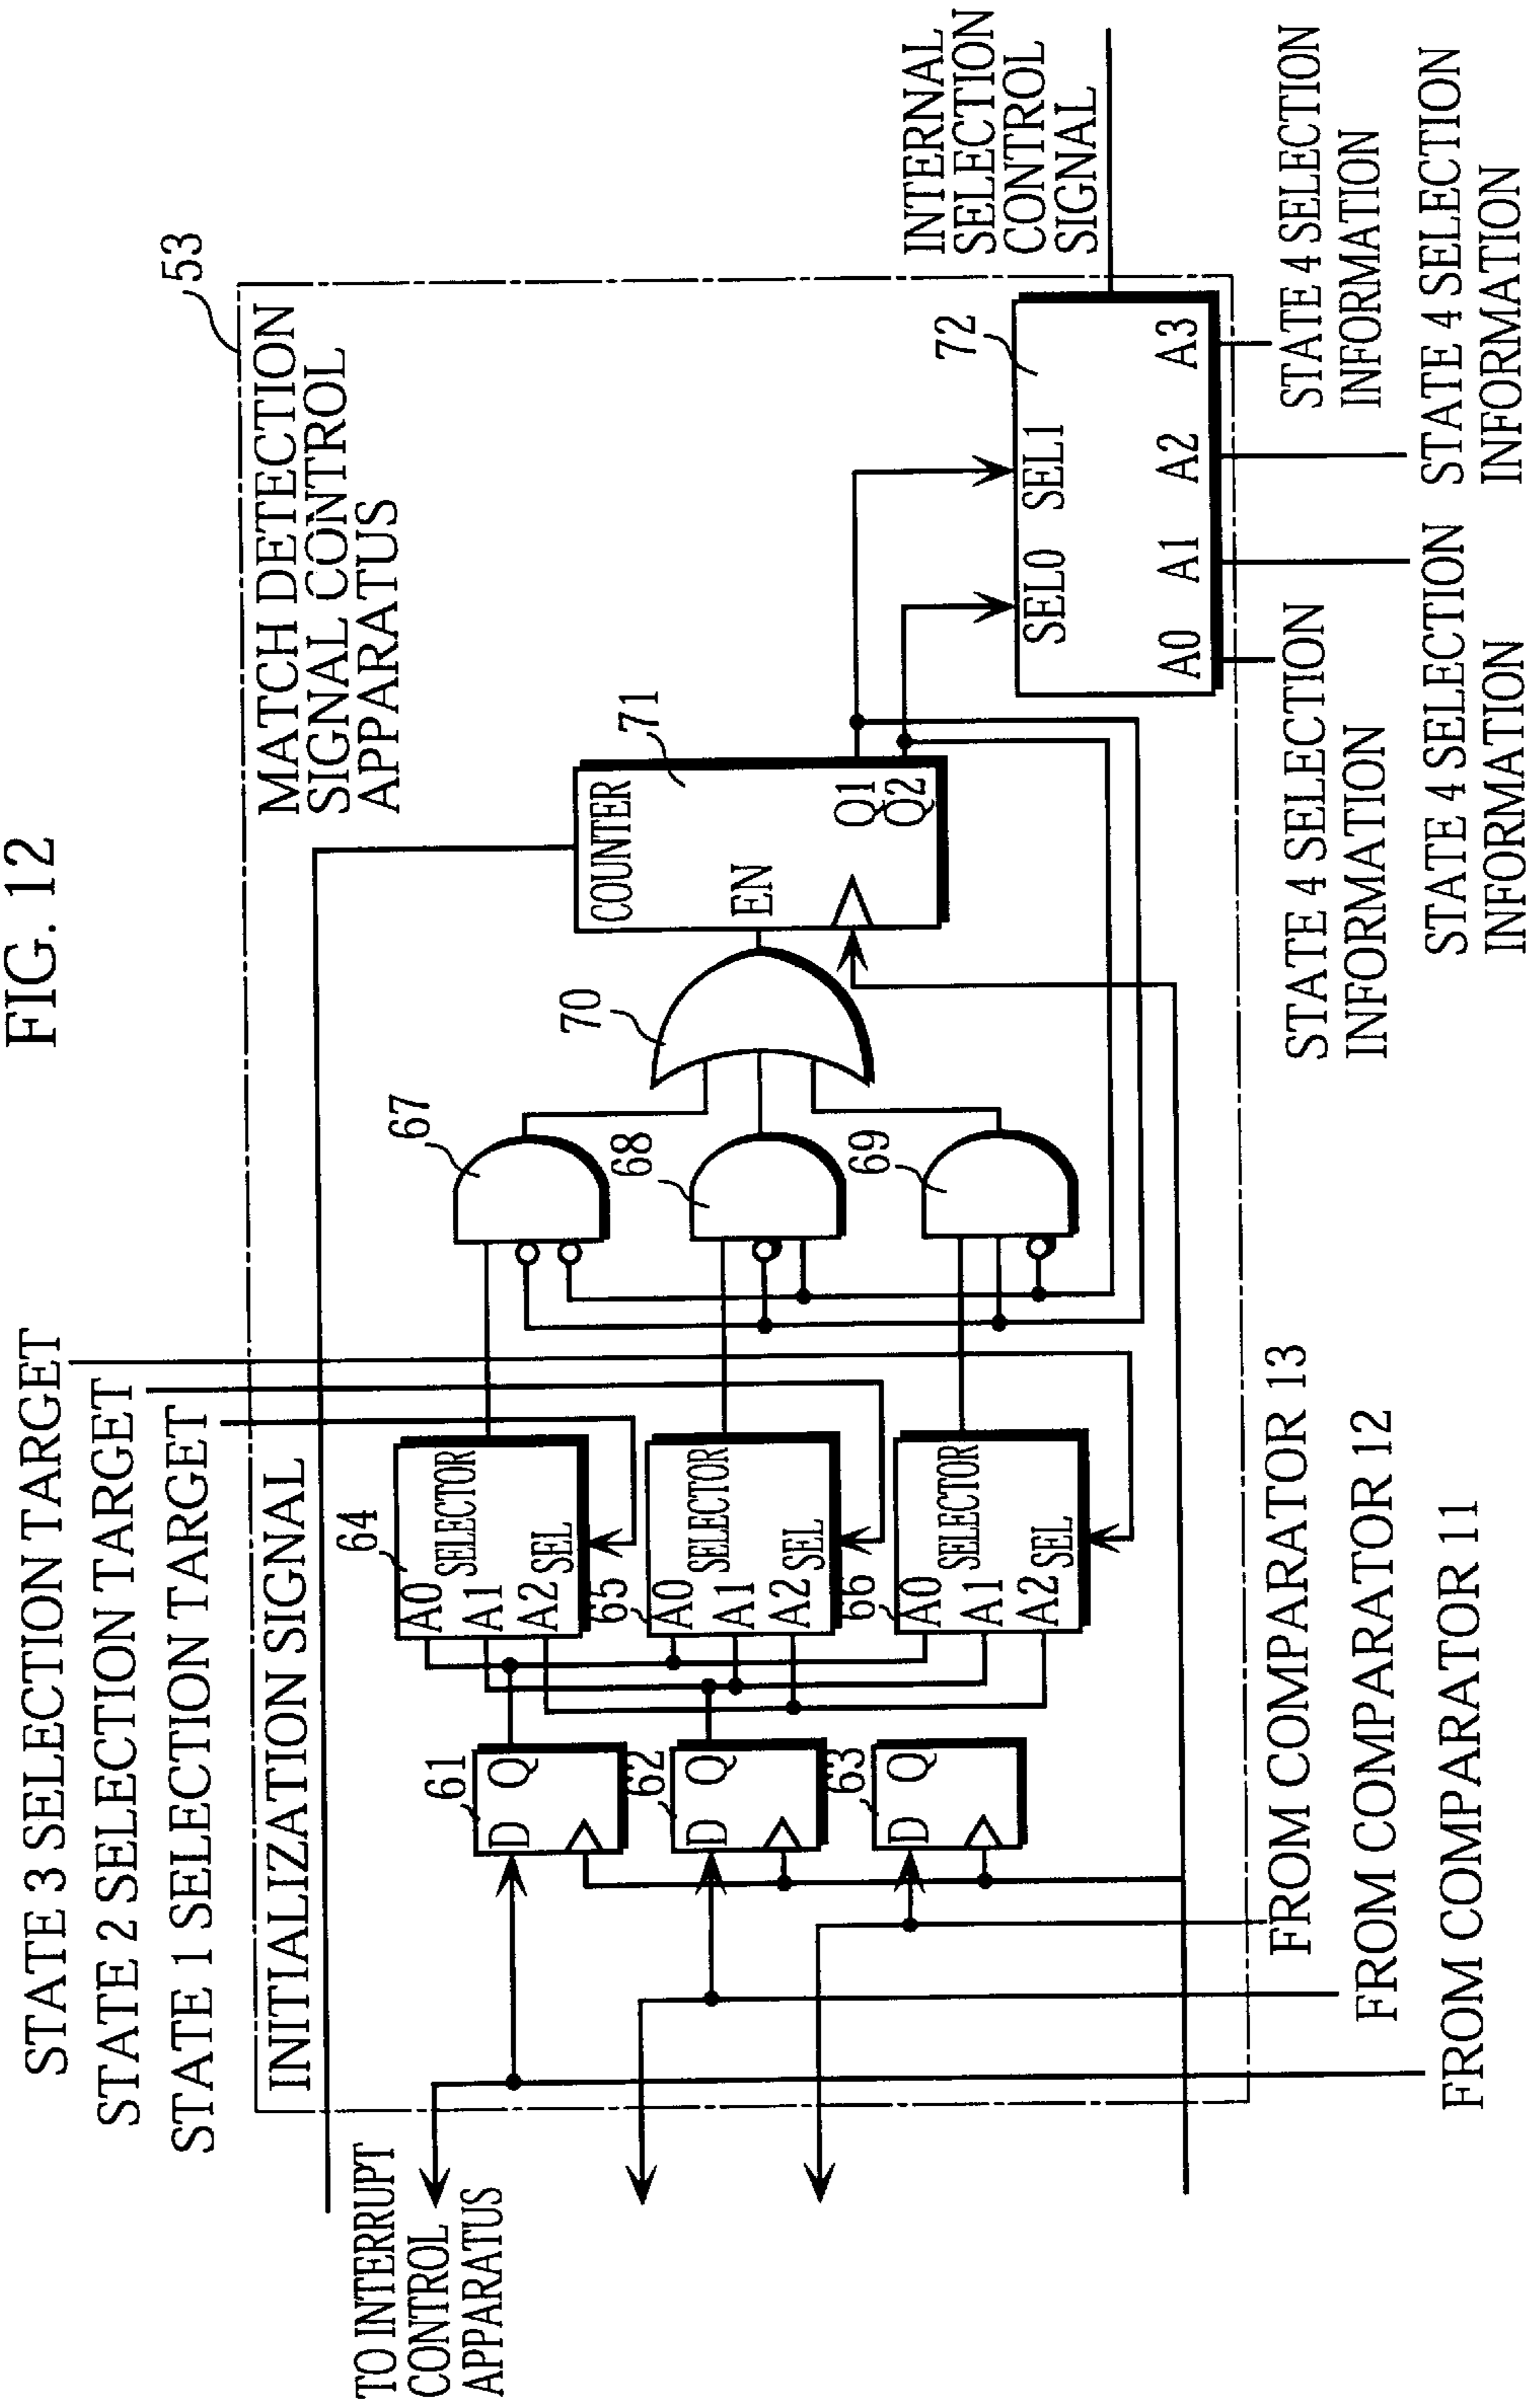 FIG. 12
STATE 3 SELECTION TARGET
STATE 2 SELECTION TARGET
STATE 1 SELECTION TARGET
53
INITIALIZATION SIGNAL
MATCH DETECTION
SIGNAL CONTROL
APPARATUS
TO INTERRUPT
CONTROL
APPARATUS
61
D Q
62
D Q
63
D Q
64
A0
A1
A2
SELECTOR
SEL
65
A0
A1
A2
SELECTOR
SEL
66
A0
A1
A2
SELECTOR
SEL
67
68
69
70
71
COUNTER
EN
Q1
Q2
72
SEL0 SEL1
A0 A1 A2 A3
INTERNAL
SELECTION
CONTROL
SIGNAL
FROM COMPARATOR 13
FROM COMPARATOR 12
FROM COMPARATOR 11
STATE 4 SELECTION
INFORMATION
STATE 4 SELECTION
INFORMATION
STATE 4 SELECTION
INFORMATION
STATE 4 SELECTION
INFORMATION